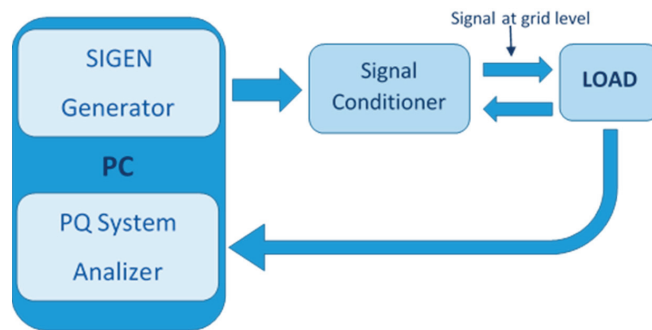 SIGEN
Generator
PC
PQ System
Analizer
Signal
Conditioner
Signal at grid level
LOAD